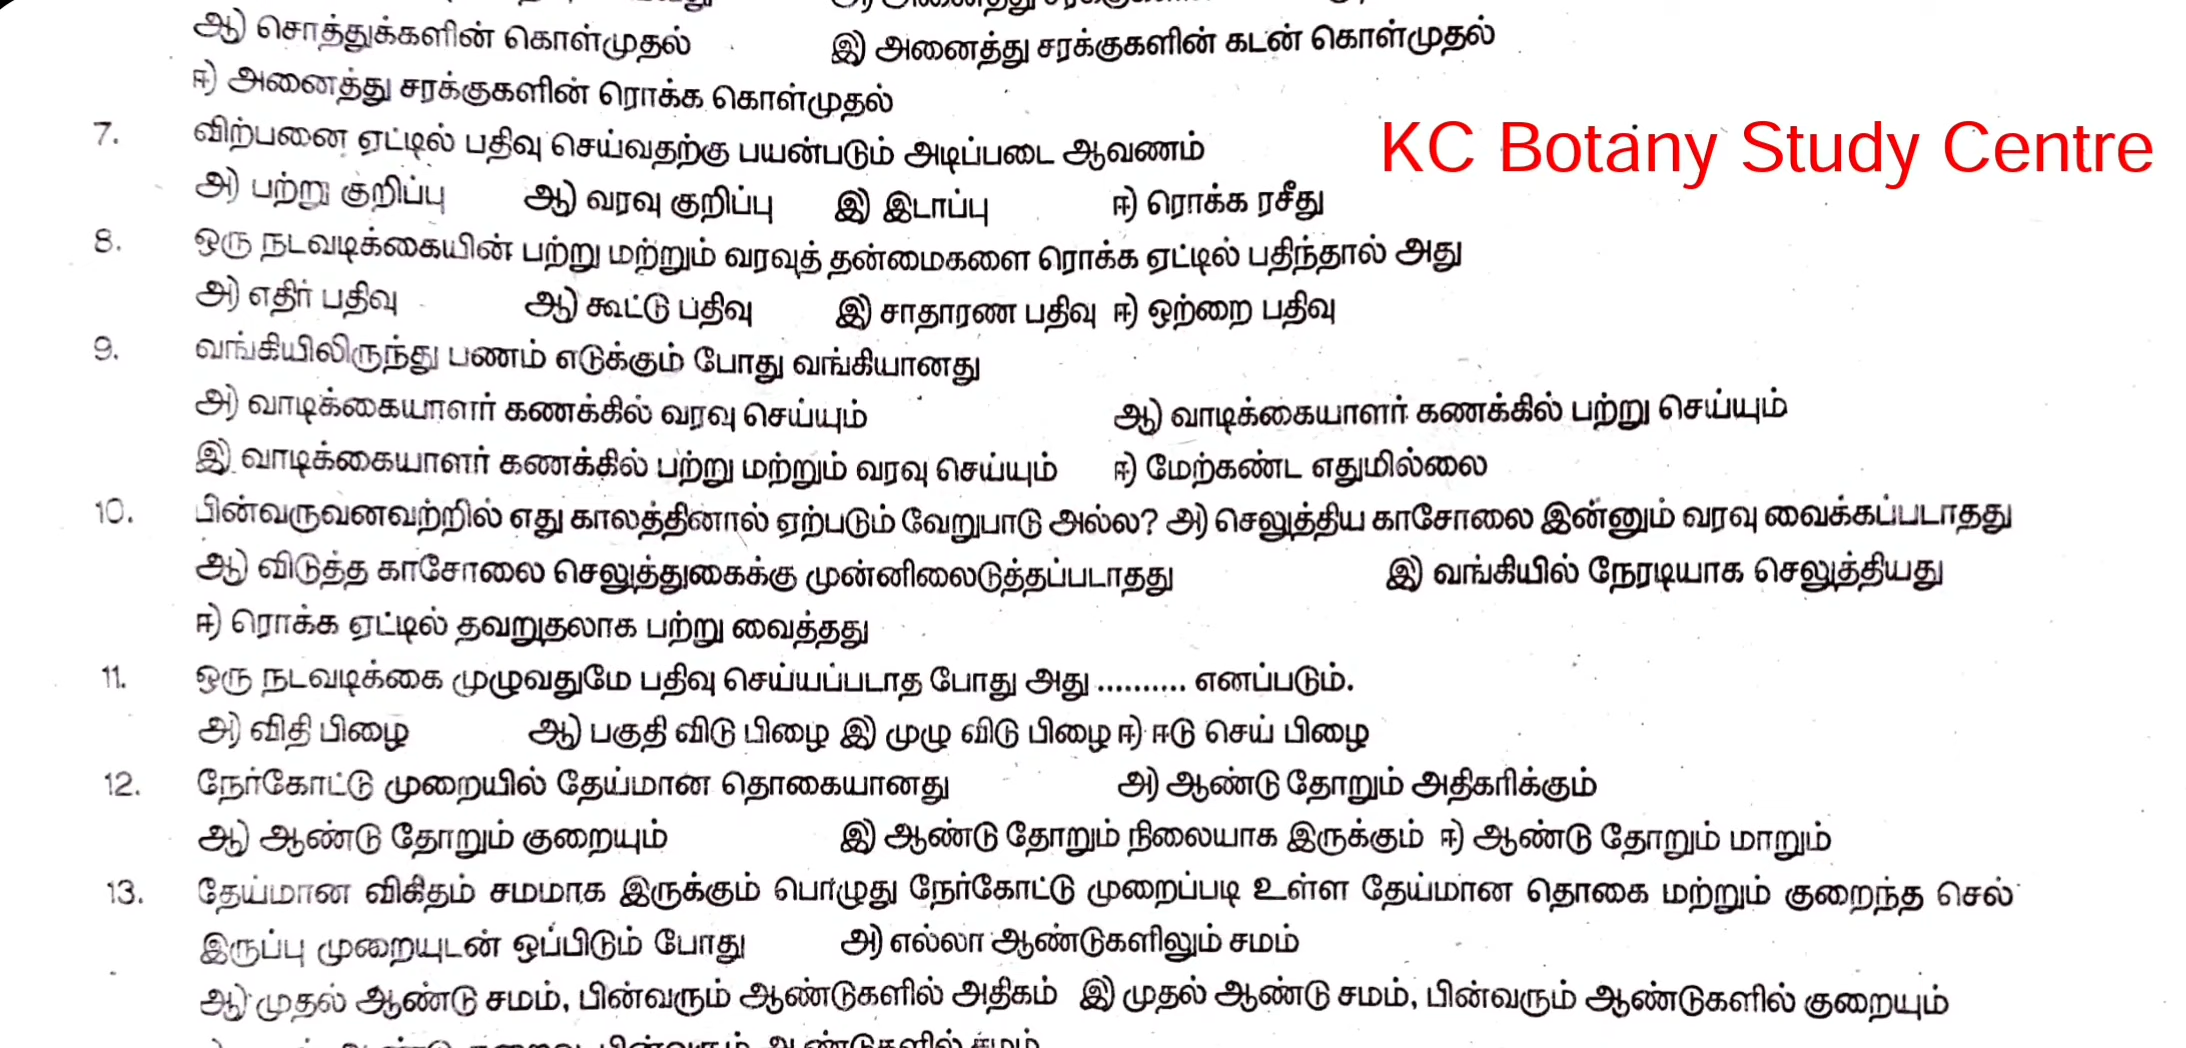 ஆ) சொத்துக்களின் கொள்முதல் இ) அனைத்து சரக்குகளின் கடன் கொள்முதல்
ஈ) அனைத்து சரக்குகளின் ரொக்க கொள்முதல்
7. விற்பனை ஏட்டில் பதிவு செய்வதற்கு பயன்படும் அடிப்படை ஆவணம்
KC Botany Study Centre
அ) பற்று குறிப்பு ஆ) வரவு குறிப்பு இ) இடாப்பு ஈ) ரொக்க ரசீது
8. ஒரு நடவடிக்கையின் பற்று மற்றும் வரவுத் தன்மைகளை ரொக்க ஏட்டில் பதிந்தால் அது
அ) எதிர் பதிவு ஆ) கூட்டு பதிவு இ) சாதாரண பதிவு ஈ) ஒற்றை பதிவு
9. வங்கியிலிருந்து பணம் எடுக்கும் போது வங்கியானது
அ) வாடிக்கையாளர் கணக்கில் வரவு செய்யும் ஆ) வாடிக்கையாளர் கணக்கில் பற்று செய்யும்
இ) வாடிக்கையாளர் கணக்கில் பற்று மற்றும் வரவு செய்யும் ஈ) மேற்கண்ட எதுமில்லை
10. பின்வருவனவற்றில் எது காலத்தினால் ஏற்படும் வேறுபாடு அல்ல? அ) செலுத்திய காசோலை இன்னும் வரவு வைக்கப்படாதது
ஆ) விடுத்த காசோலை செலுத்துகைக்கு முன்னிலைடுத்தப்படாதது இ) வங்கியில் நேரடியாக செலுத்தியது
ஈ) ரொக்க ஏட்டில் தவறுதலாக பற்று வைத்தது
11. ஒரு நடவடிக்கை முழுவதுமே பதிவு செய்யப்படாத போது அது .......... எனப்படும்.
அ) விதி பிழை ஆ) பகுதி விடு பிழை இ) முழு விடு பிழை ஈ) ஈடு செய் பிழை
12. நேர்கோட்டு முறையில் தேய்மான தொகையானது அ) ஆண்டு தோறும் அதிகரிக்கும்
ஆ) ஆண்டு தோறும் குறையும் இ) ஆண்டு தோறும் நிலையாக இருக்கும் ஈ) ஆண்டு தோறும் மாறும்
13. தேய்மான விகிதம் சமமாக இருக்கும் பொழுது நேர்கோட்டு முறைப்படி உள்ள தேய்மான தொகை மற்றும் குறைந்த செல்
இருப்பு முறையுடன் ஒப்பிடும் போது அ) எல்லா ஆண்டுகளிலும் சமம்
ஆ) முதல் ஆண்டு சமம், பின்வரும் ஆண்டுகளில் அதிகம் இ) முதல் ஆண்டு சமம், பின்வரும் ஆண்டுகளில் குறையும்